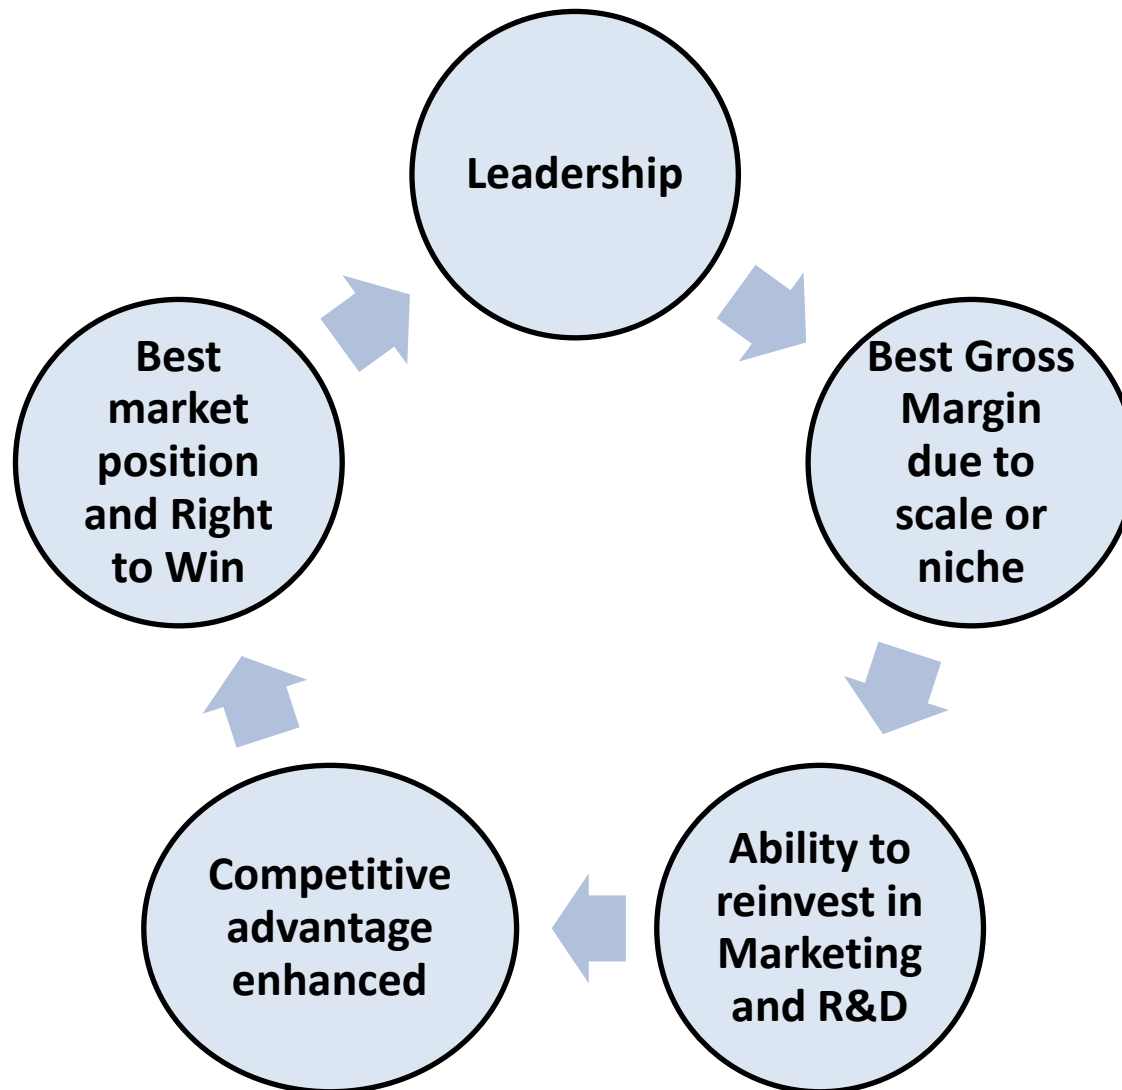 Leadership
Best Gross
Margin
due to
scale or
niche
Ability to
reinvest in
Marketing
and R&D
Competitive
advantage
enhanced
Best
market
position
and Right
to Win